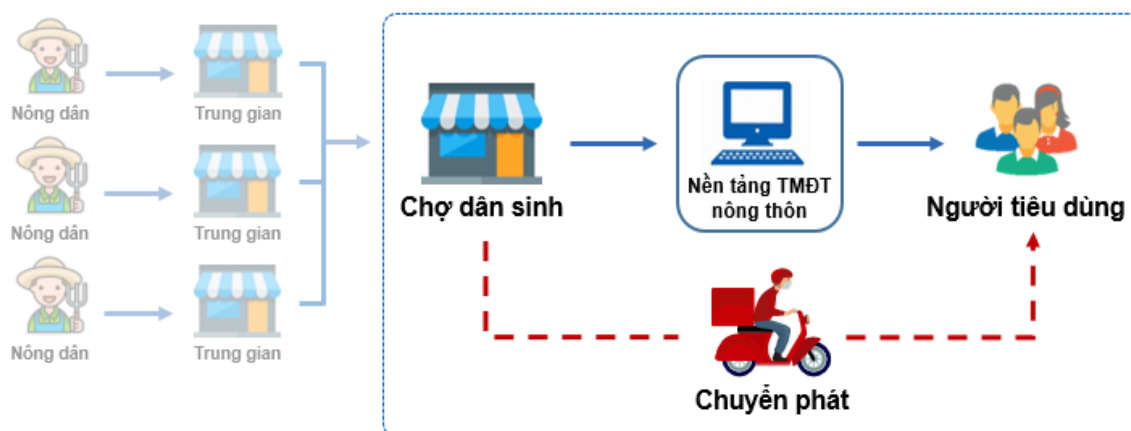 Nông dân
Trung gian
Nông dân
Trung gian
Nông dân
Trung gian
Chợ dân sinh
Nền tảng TMĐT
nông thôn
Người tiêu dùng
Chuyển phát